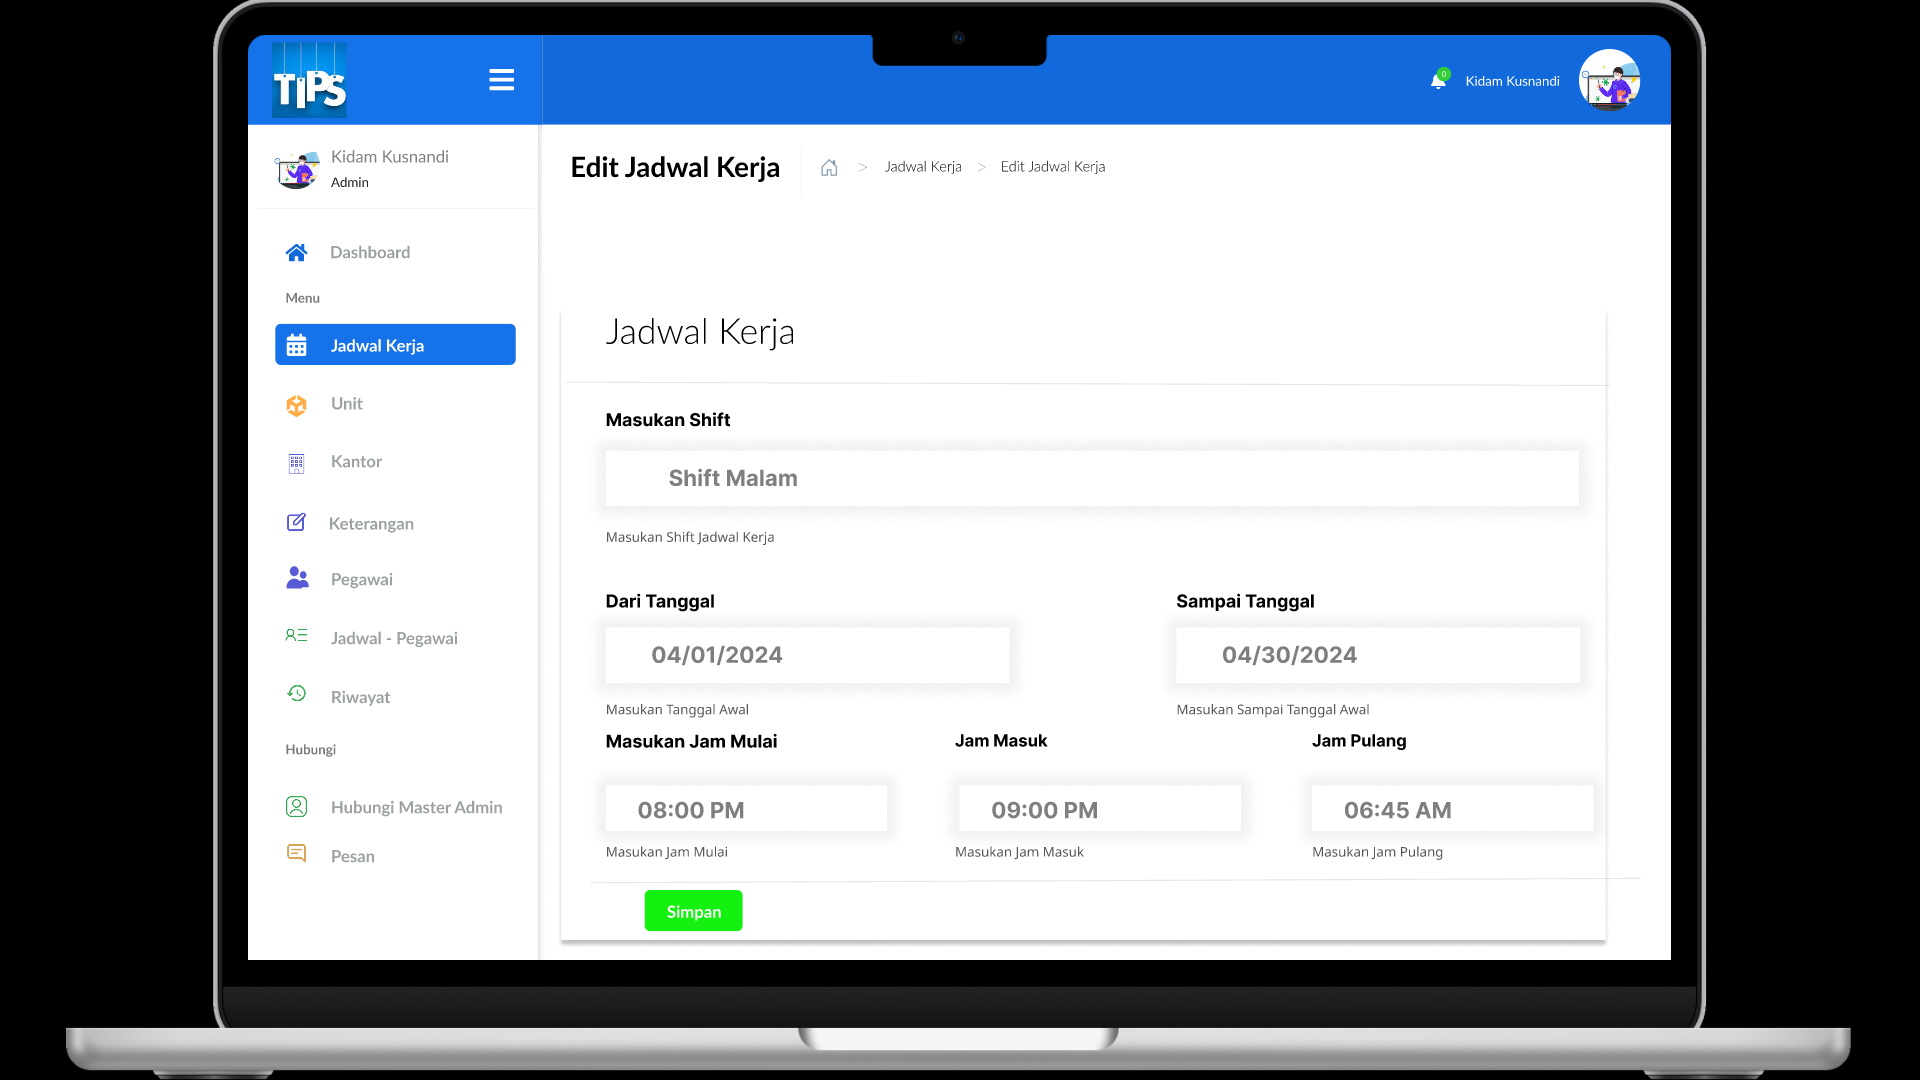 TIPS
0
Kidam Kusnandi
Kidam Kusnandi
Admin
Dashboard
Menu
Jadwal Kerja
Unit
Kantor
Keterangan
Pegawai
Jadwal - Pegawai
Riwayat
Hubungi
Hubungi Master Admin
Pesan
Edit Jadwal Kerja
> Jadwal Kerja > Edit Jadwal Kerja
Jadwal Kerja
Masukan Shift
Shift Malam
Masukan Shift Jadwal Kerja
Dari Tanggal
Sampai Tanggal
04/01/2024
04/30/2024
Masukan Tanggal Awal
Masukan Sampai Tanggal Awal
Masukan Jam Mulai
Jam Masuk
Jam Pulang
08:00 PM
09:00 PM
06:45 AM
Masukan Jam Mulai
Masukan Jam Masuk
Masukan Jam Pulang
Simpan